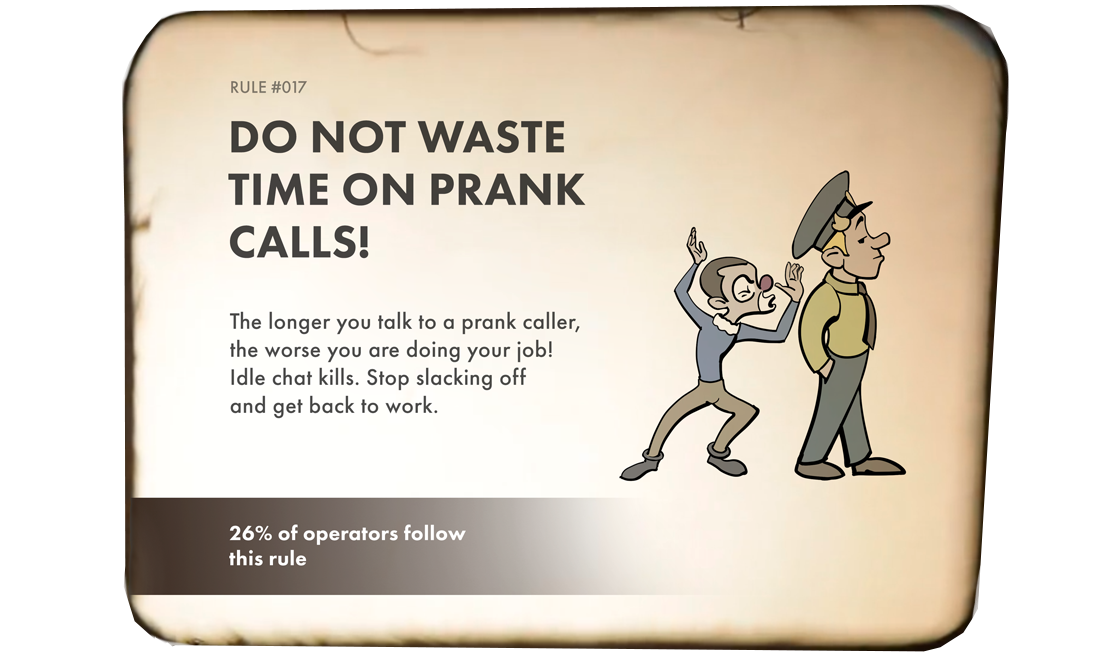 RULE #017
DO NOT WASTE
TIME ON PRANK
CALLS!
The longer you talk to a prank caller,
the worse you are doing your job!
Idle chat kills. Stop slacking off
and get back to work.
26% of operators follow
this rule